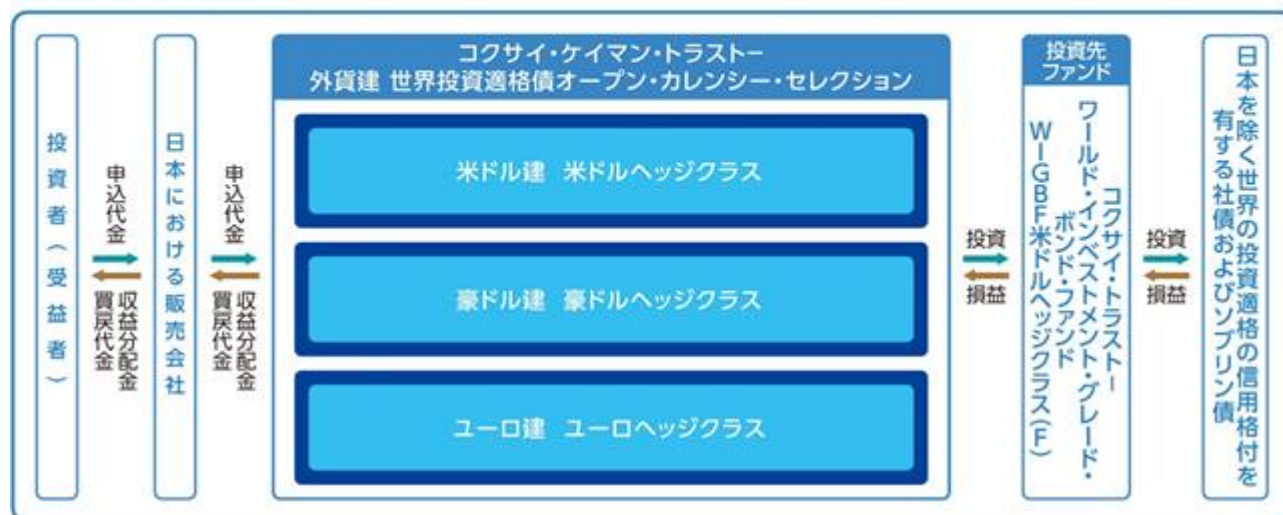 投資者（受益者）
申込代金
収益分配金
買戻代金
日本における販売会社
申込代金
収益分配金
買戻代金
コクサイ・ケイマン・トラスト－
外貨建 世界投資適格債オープン・カレンシー・セレクション
米ドル建 米ドルヘッジクラス
豪ドル建 豪ドルヘッジクラス
ユーロ建 ユーロヘッジクラス
投資
損益
投資先
ファンド
コクサイ・トラスト－
ワールド・インベストメント・グレード・
ボンド・ファンド
WIGBF米ドルヘッジクラス(F)
投資
損益
日本を除く世界の投資適格の信用格付を
有する社債およびソブリン債